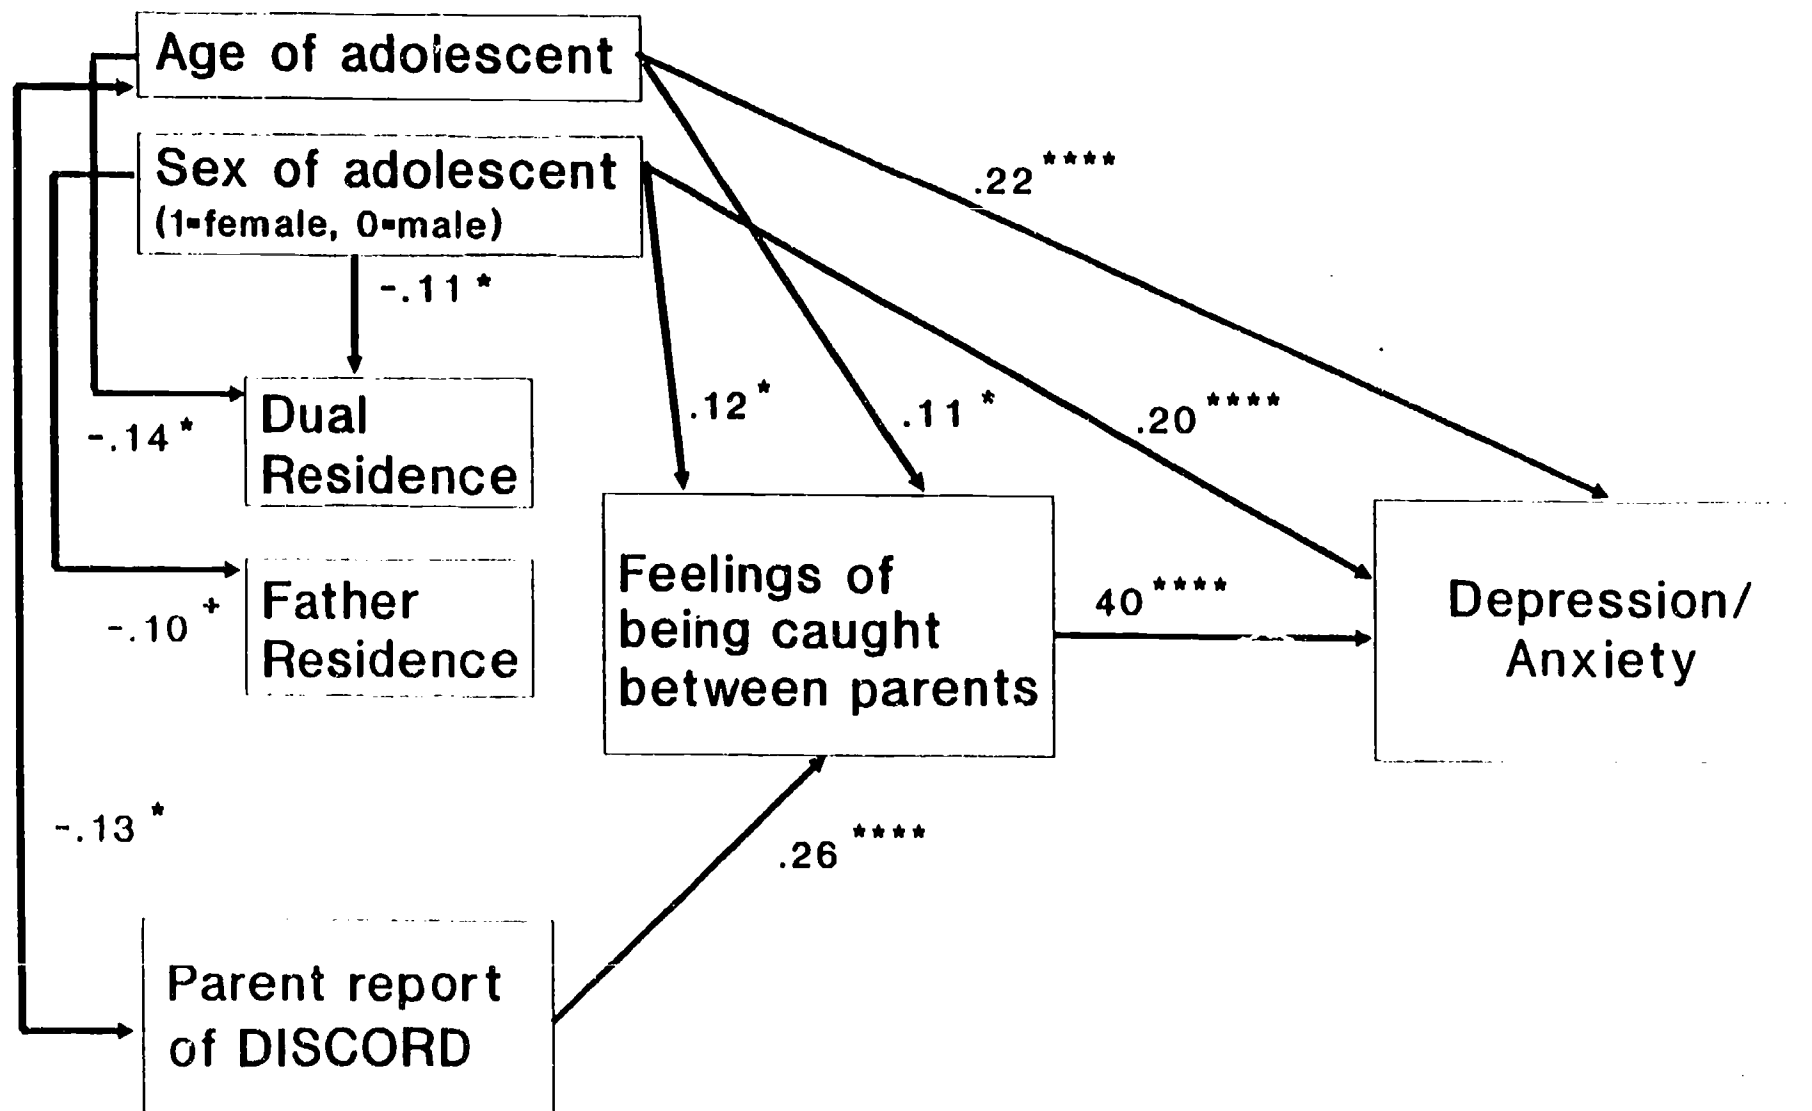 Age of adolescent
Sex of adolescent
(1=female, 0=male)
.22 ****
-.11 *
Dual
Residence
-.14 *
.12 *
.11 *
.20 ****
Father
Residence
-.10 +
Feelings of
being caught
between parents
40 ****
Depression/
Anxiety
-.13 *
.26 ****
Parent report
of DISCORD